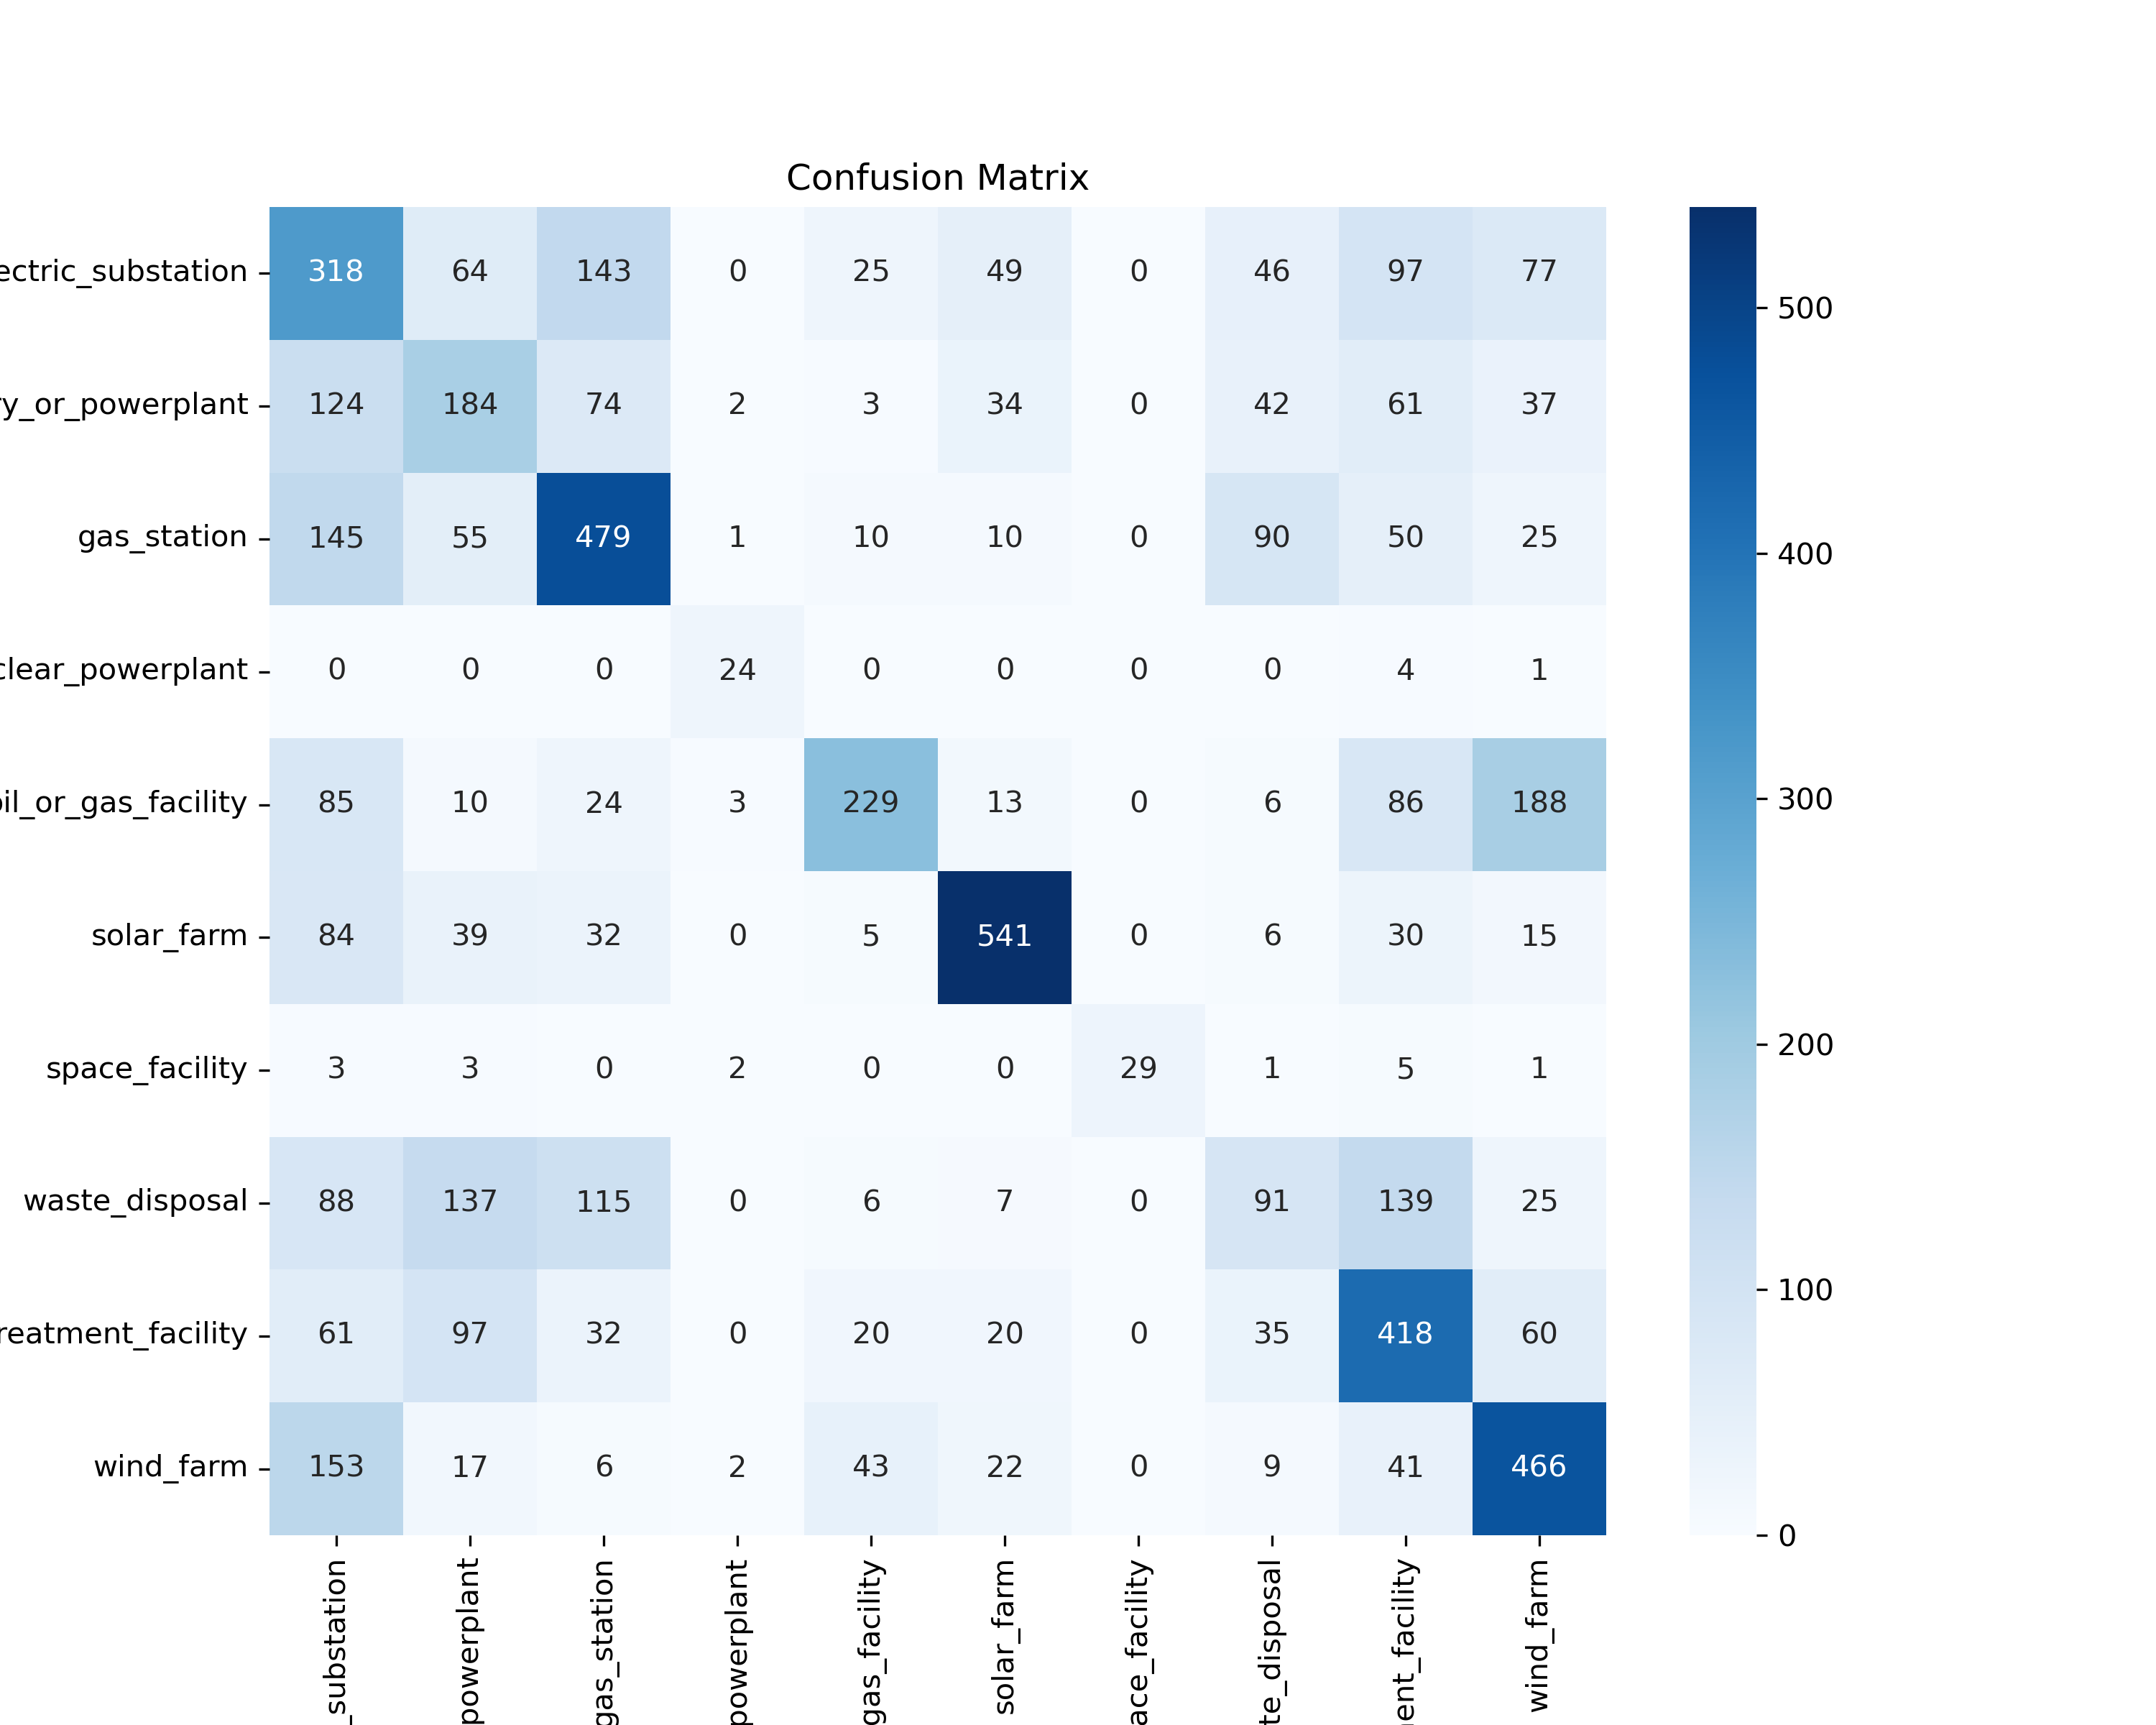 Confusion Matrix
ectric_substation 318 64 143 0 25 49 0 46 97 77
y_or_powerplant 124 184 74 2 3 34 0 42 61 37
gas_station 145 55 479 1 10 10 0 90 50 25
clear_powerplant 0 0 0 24 0 0 0 0 4 1
oil_or_gas_facility 85 10 24 3 229 13 0 6 86 188
solar_farm 84 39 32 0 5 541 0 6 30 15
space_facility 3 3 0 2 0 0 29 1 5 1
waste_disposal 88 137 115 0 6 7 0 91 139 25
reatment_facility 61 97 32 0 20 20 0 35 418 60
wind_farm 153 17 6 2 43 22 0 9 41 466
_substation
powerplant
gas_station
powerplant
gas_facility
solar_farm
ace_facility
te_disposal
ent_facility
wind_farm
500
400
300
200
100
0